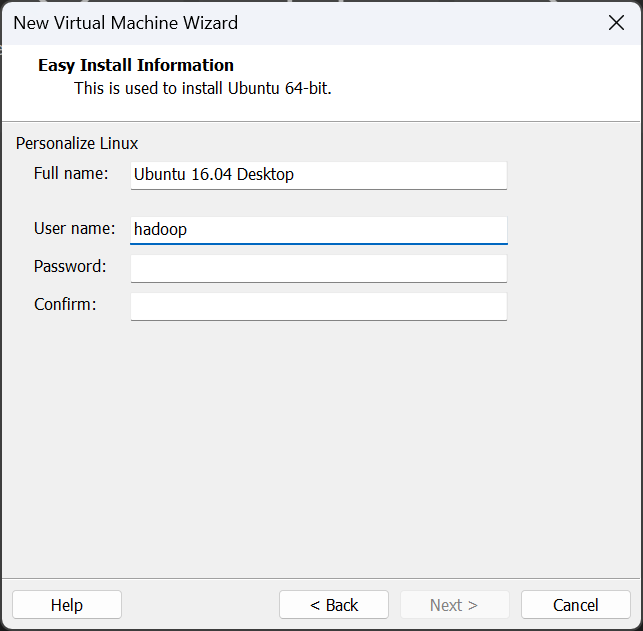 New Virtual Machine Wizard
Easy Install Information
This is used to install Ubuntu 64-bit.
Personalize Linux
Full name: Ubuntu 16.04 Desktop
User name: hadoop
Password:
Confirm:
Help < Back Next > Cancel